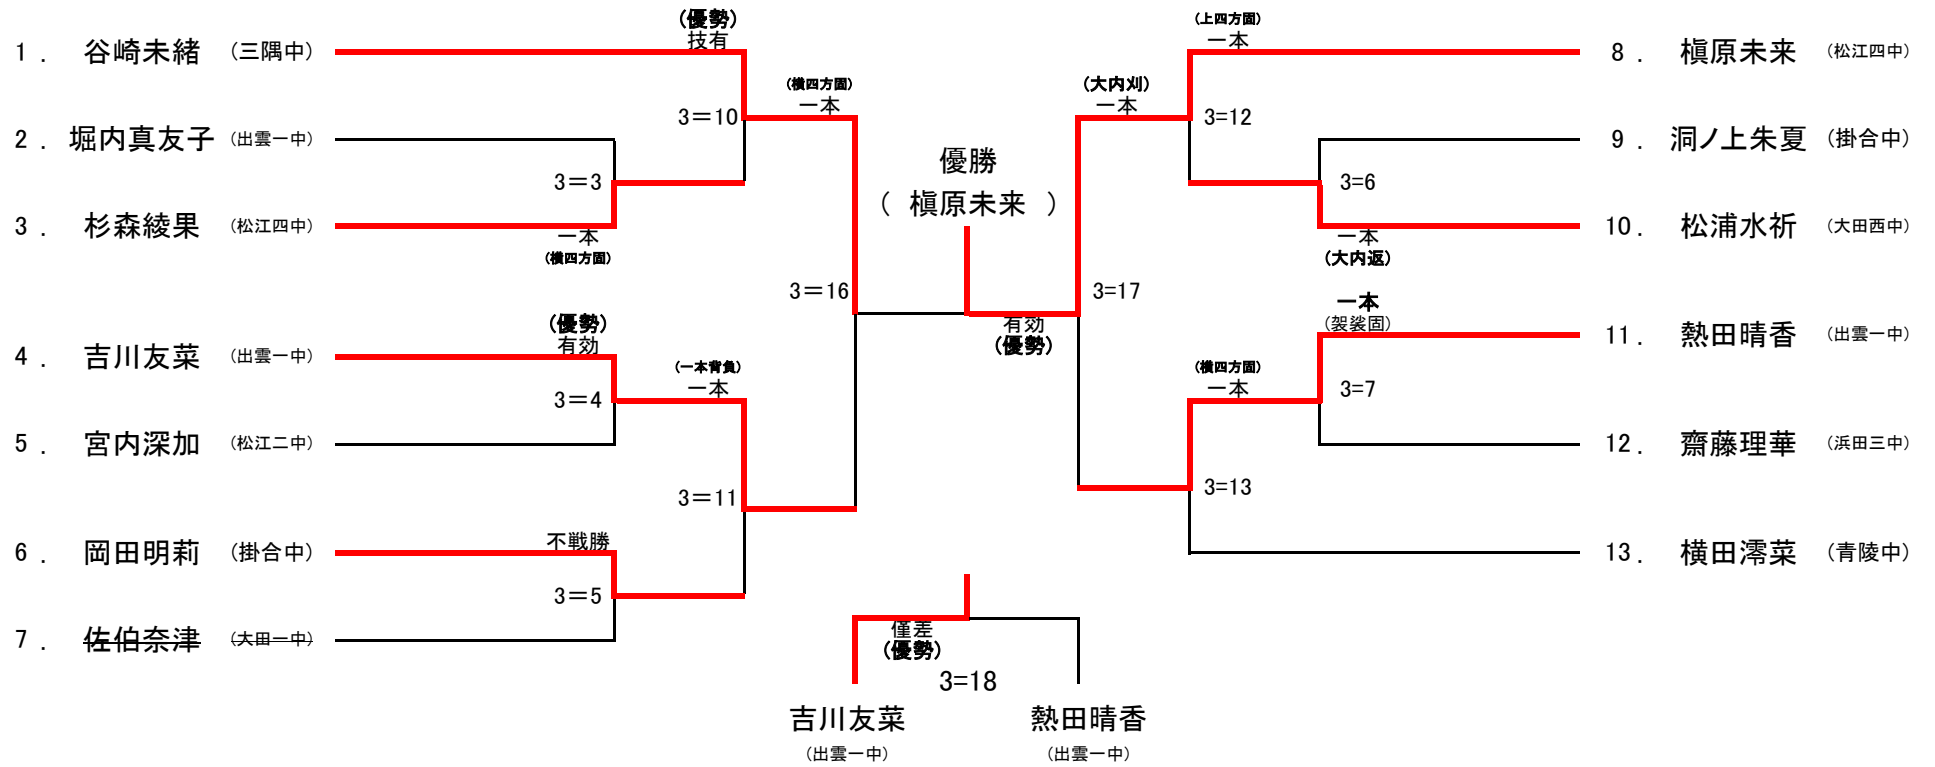 1. 谷崎未緒 (三隅中)
2. 堀内真友子 (出雲一中)
3. 杉森綾果 (松江四中)
4. 吉川友菜 (出雲一中)
5. 宮内深加 (松江二中)
6. 岡田明莉 (掛合中)
7. 佐伯奈津 (大田一中)
(優勢)
技有
3=10
3=3
一本
(横四方固)
(優勢)
有効
3=4
不戦勝
3=5
(横四方固)
一本
3=16
(一本背負)
一本
3=11
優勝
( 槇原未来 )
有効
(優勢)
(大内刈)
一本
3=17
(上四方固)
一本
3=12
3=6
一本
(大内返)
一本
(袈裟固)
3=7
(横四方固)
一本
3=13
8. 槇原未来 (松江四中)
9. 洞ノ上朱夏 (掛合中)
10. 松浦水祈 (大田西中)
11. 熱田晴香 (出雲一中)
12. 齋藤理華 (浜田三中)
13. 横田澪菜 (青陵中)
僅差
(優勢)
3=18
吉川友菜
(出雲一中)
熱田晴香
(出雲一中)